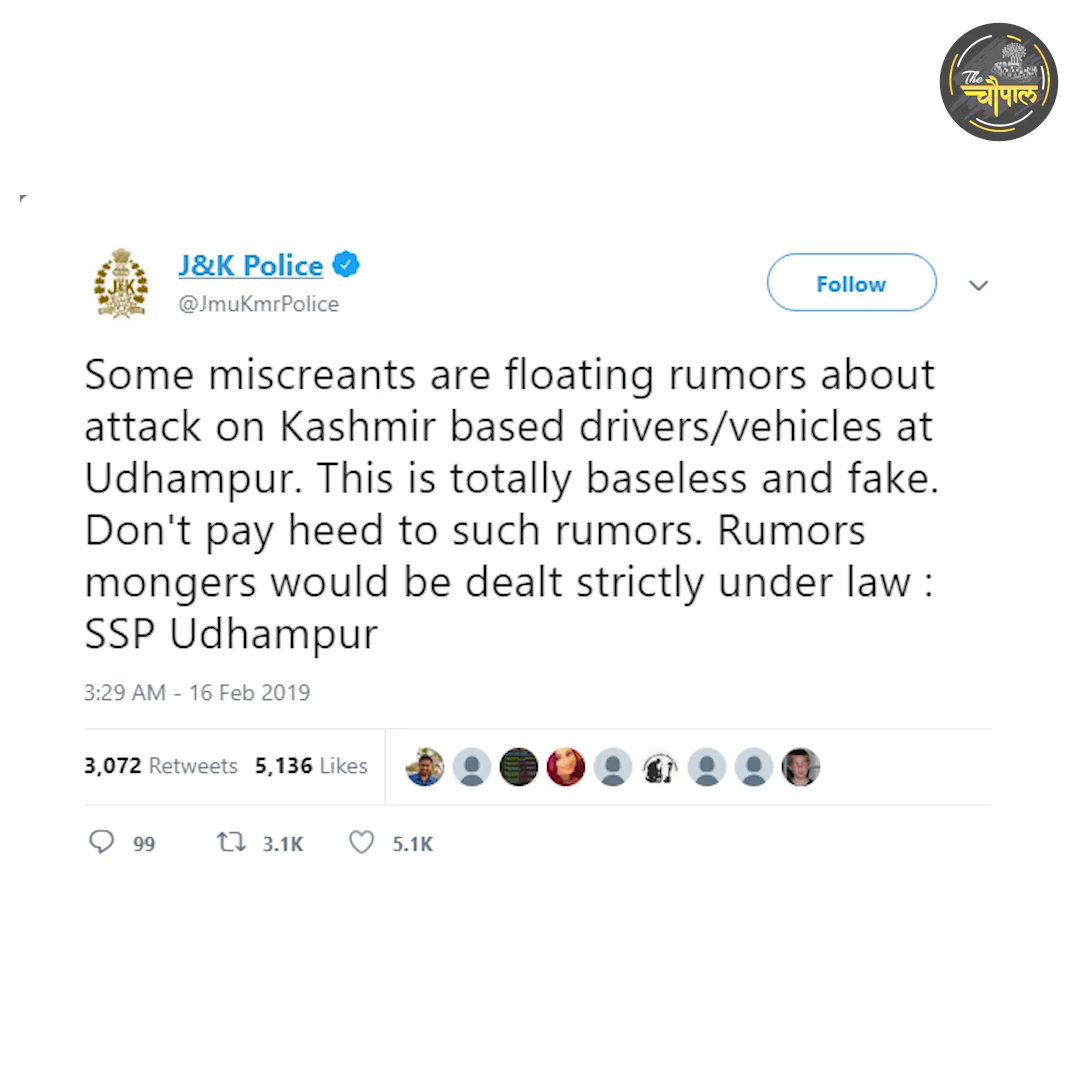 The
चौपाल
J&K Police
@JmuKmrPolice
Follow
J&K
Some miscreants are floating rumors about
attack on Kashmir based drivers/vehicles at
Udhampur. This is totally baseless and fake.
Don't pay heed to such rumors. Rumors
mongers would be dealt strictly under law :
SSP Udhampur
3:29 AM - 16 Feb 2019
3,072 Retweets 5,136 Likes
99 3.1K 5.1K